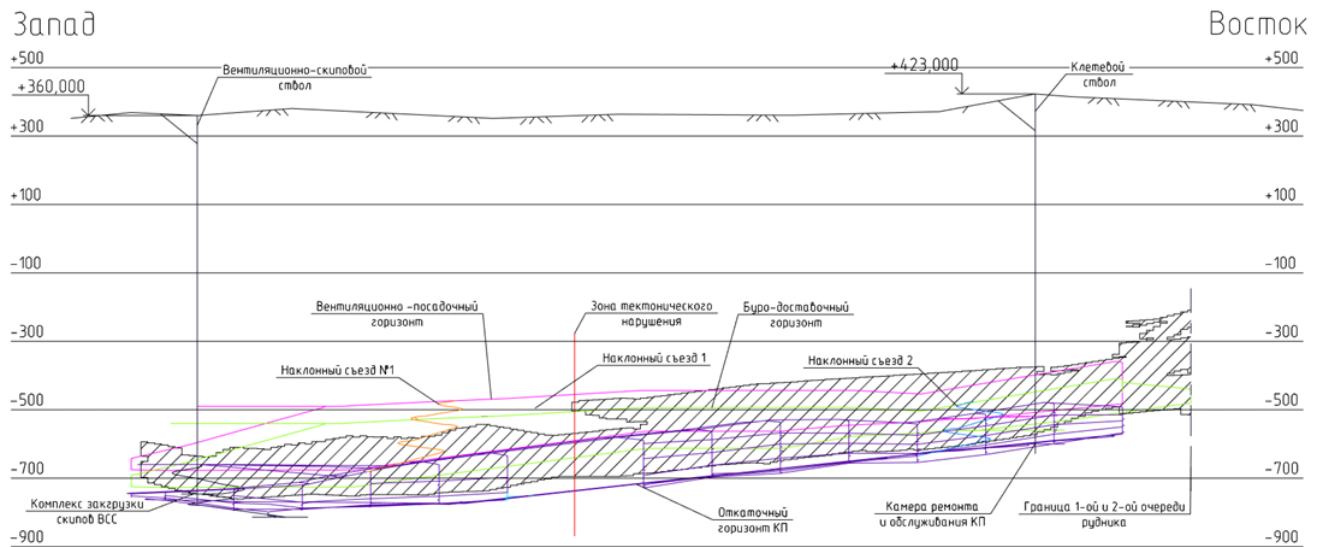 Запад
Восток
+500
+500
Вентиляционно-скиповой
ствол
+423,000
Клетевой
ствол
+360,000
+300
+300
+100
+100
-100
-100
Вентиляционно -посадочный
горизонт
Зона тектонического
нарушения
Буро-доставочный
горизонт
-300
-300
Наклонный съезд №1
Наклонный съезд 1
Наклонный съезд 2
-500
-500
-700
-700
Комплекс закгрузки
скипов ВСС
Откаточный
горизонт КП
Камера ремонта
и обслуживания КП
Граница 1-ой и 2-ой очереди
рудника
-900
-900